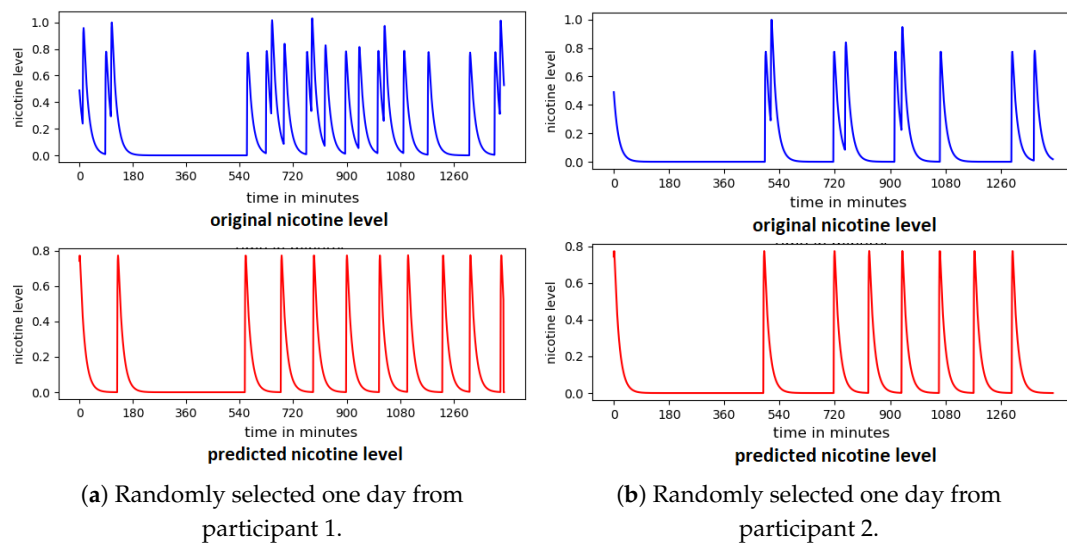 1.0
0.8
0.6
0.4
0.2
0.0
nicotine level
0 180 360 540 720 900 1080 1260
time in minutes
original nicotine level
0.8
0.6
0.4
0.2
0.0
nicotine level
0 180 360 540 720 900 1080 1260
time in minutes
predicted nicotine level
(a) Randomly selected one day from
participant 1.
1.0
0.8
0.6
0.4
0.2
0.0
nicotine level
0 180 360 540 720 900 1080 1260
time in minutes
original nicotine level
0.8
0.6
0.4
0.2
0.0
nicotine level
0 180 360 540 720 900 1080 1260
time in minutes
predicted nicotine level
(b) Randomly selected one day from
participant 2.